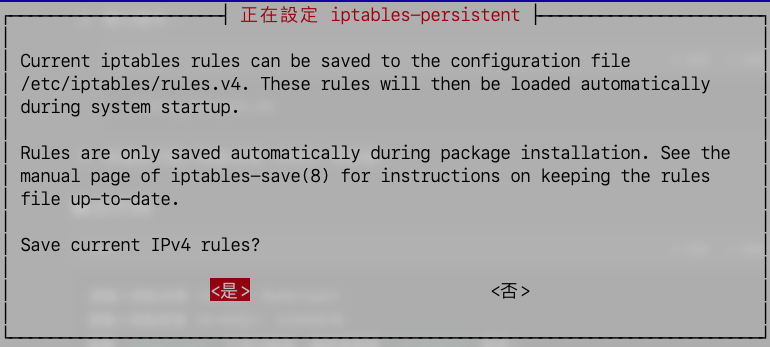 正在設定 iptables-persistent
Current iptables rules can be saved to the configuration file
/etc/iptables/rules.v4. These rules will then be loaded automatically
during system startup.
Rules are only saved automatically during package installation. See the
manual page of iptables-save(8) for instructions on keeping the rules
file up-to-date.
Save current IPv4 rules?
<是> <否>